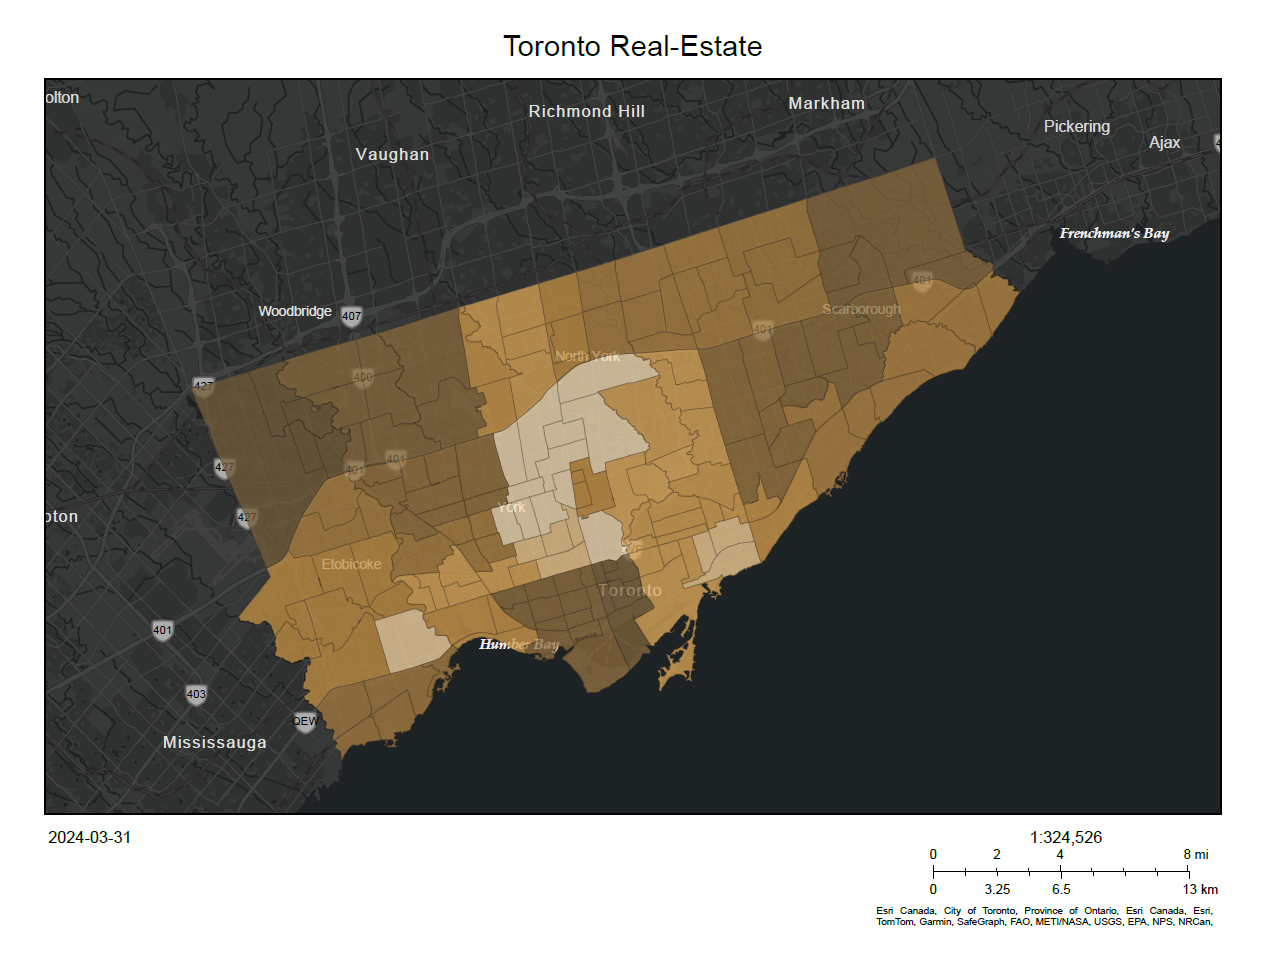 Toronto Real-Estate
olton
Richmond Hill
Markham
Pickering
Ajax
Vaughan
Frenchman's Bay
401
Woodbridge
407
Scarborough
401
North York
400
427
401
401
427
York
427
Etobicoke
Toronto
401
Humber Bay
403
QEW
Mississauga
2024-03-31
1:324,526
0 2 4 8 mi
0 3.25 6.5 13 km
Esri Canada, City of Toronto, Province of Ontario, Esri Canada, Esri,
TomTom, Garmin, SafeGraph, FAO, METI/NASA, USGS, EPA, NPS, NRCan,